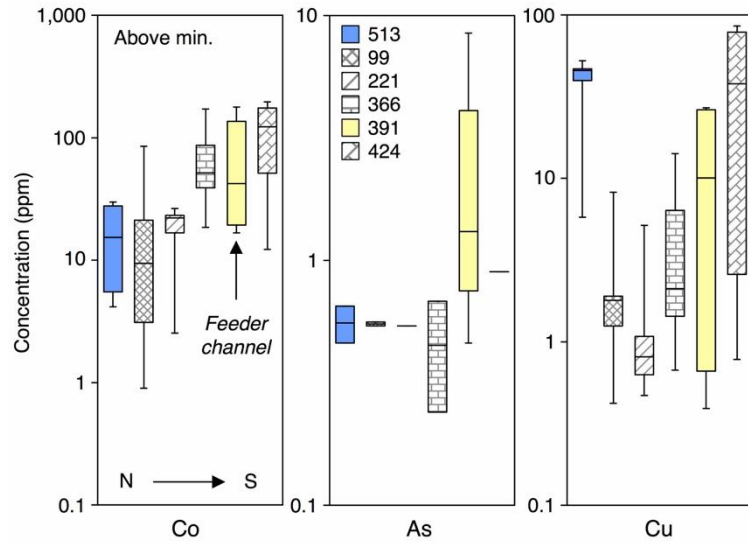 Concentration (ppm)
1,000
100
10
1
0.1
Above min.
Feeder
channel
N
S
Co
10
1
0.1
513
99
221
366
391
424
As
100
10
1
0.1
Cu